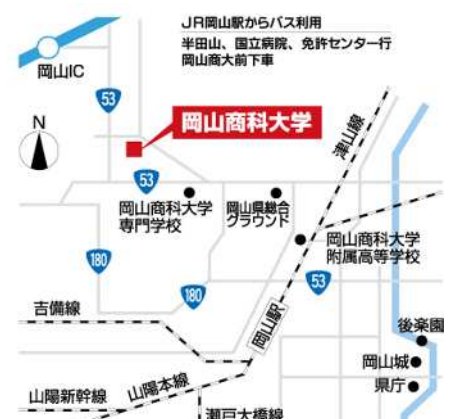 JR岡山駅からバス利用
半田山、国立病院、免許センター行
岡山商大前下車
岡山IC
53
岡山商科大学
N
津山線
53
岡山商科大学
専門学校
岡山県総合
グラウンド
岡山商科大学
附属高等学校
180
53
180
吉備線
岡山駅
後楽園
岡山城
県庁
山陽新幹線
山陽本線
瀬戸大橋線